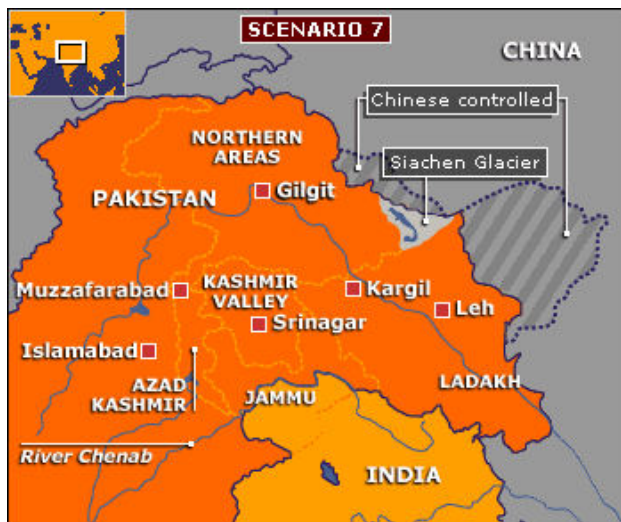 SCENARIO 7
CHINA
Chinese controlled
Siachen Glacier
NORTHERN
AREAS
PAKISTAN
Gilgit
Muzzafarabad
KASHMIR
VALLEY
Kargil
Srinagar
Leh
Islamabad
AZAD
KASHMIR
JAMMU
LADAKH
River Chenab
INDIA